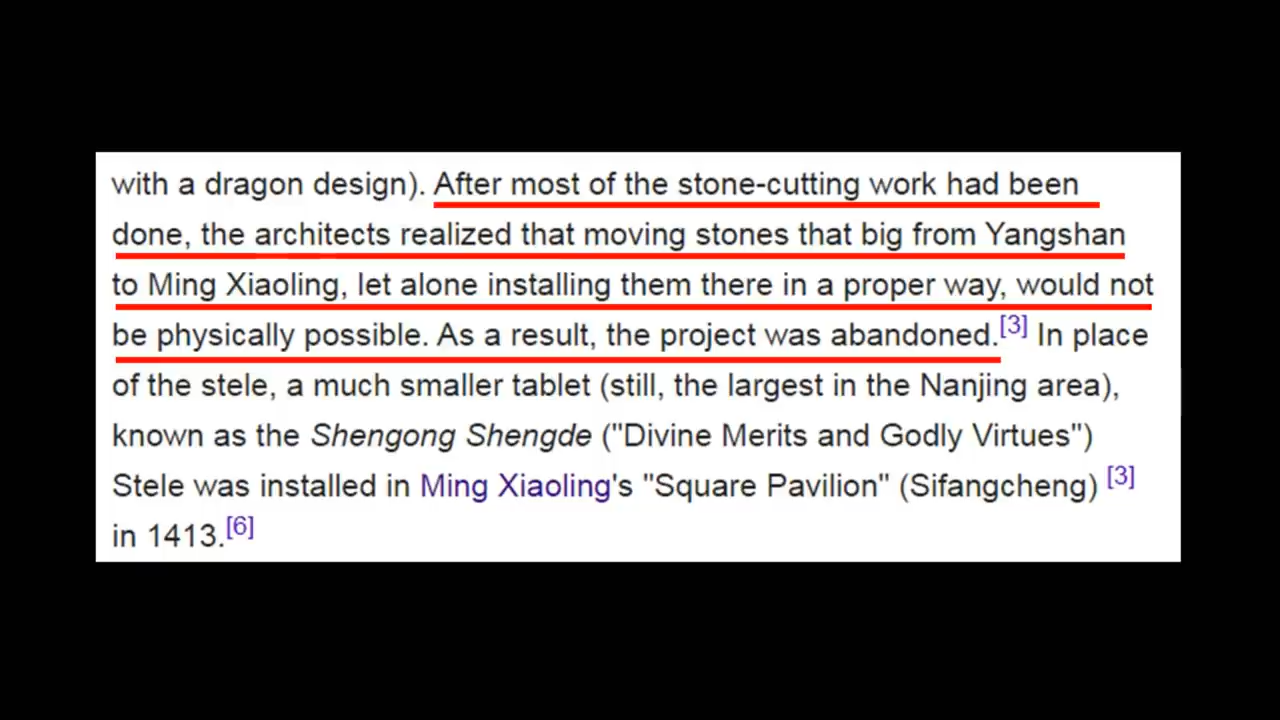 with a dragon design). After most of the stone-cutting work had been
done, the architects realized that moving stones that big from Yangshan
to Ming Xiaoling, let alone installing them there in a proper way, would not
be physically possible. As a result, the project was abandoned.[3] In place
of the stele, a much smaller tablet (still, the largest in the Nanjing area),
known as the Shengong Shengde ("Divine Merits and Godly Virtues")
Stele was installed in Ming Xiaoling's "Square Pavilion" (Sifangcheng) [3]
in 1413.[6]